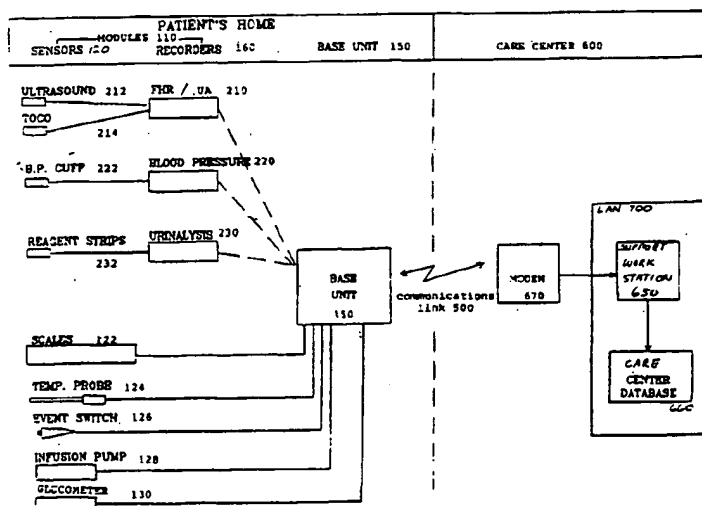 PATIENT'S HOME
MODULES 110
SENSORS 120 RECORDERS 160 BASE UNIT 150 CARE CENTER 600
ULTRASOUND 212 FHR / UA 210
TOCO
214
B.P. CUFF 222 BLOOD PRESSURE 220
REAGENT STRIPS URINALYSIS 230
232
BASE
UNIT
150
communications
link 500
MODEM
670
LAN 700
SUPPORT
WORK
STATION
650
CARE
CENTER
DATABASE
660
SCALES 122
TEMP. PROBE 124
EVENT SWITCH 126
INFUSION PUMP 128
GLUCOMETER 130